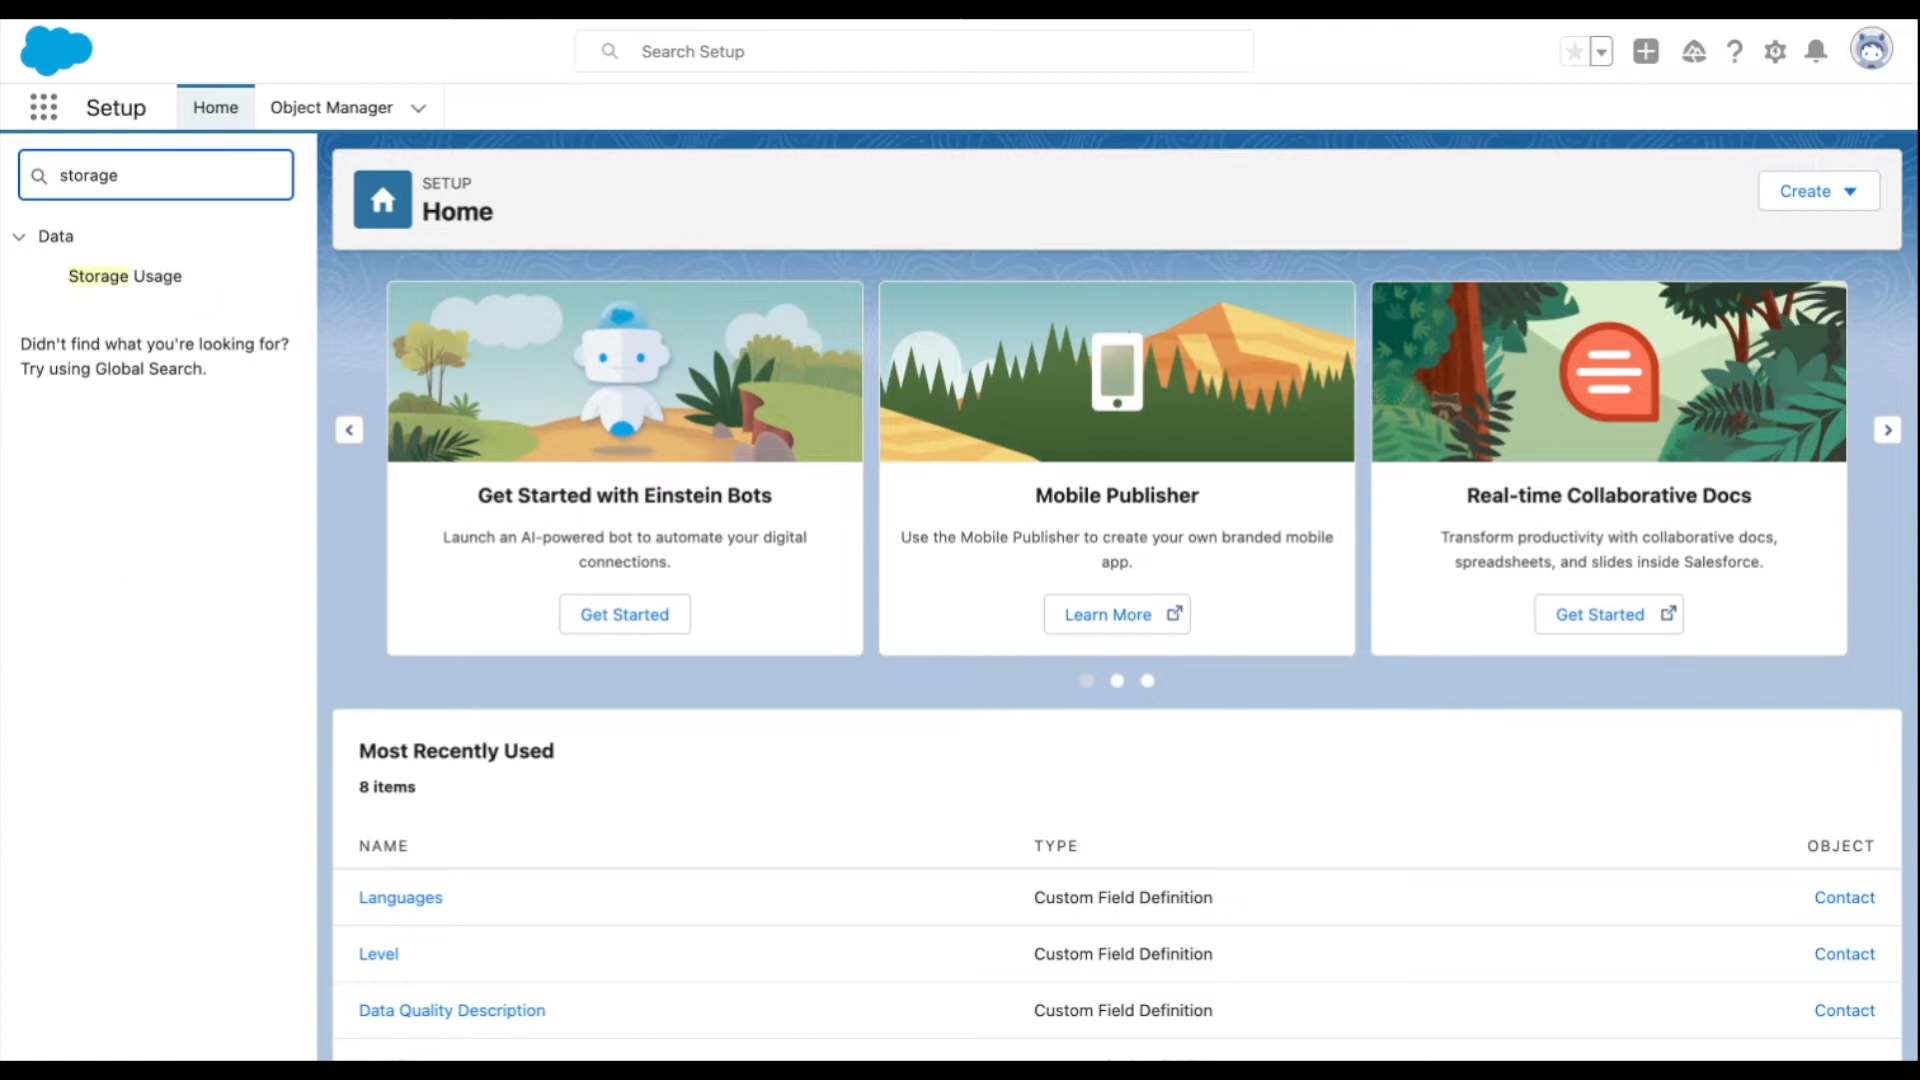 Search Setup
Setup
Home
Object Manager
storage
Data
Storage Usage
Didn't find what you're looking for?
Try using Global Search.
SETUP
Home
Create
Get Started with Einstein Bots
Launch an AI-powered bot to automate your digital
connections.
Get Started
Mobile Publisher
Use the Mobile Publisher to create your own branded mobile
app.
Learn More
Real-time Collaborative Docs
Transform productivity with collaborative docs,
spreadsheets, and slides inside Salesforce.
Get Started
Most Recently Used
8 items
NAME TYPE OBJECT
Languages Custom Field Definition Contact
Level Custom Field Definition Contact
Data Quality Description Custom Field Definition Contact